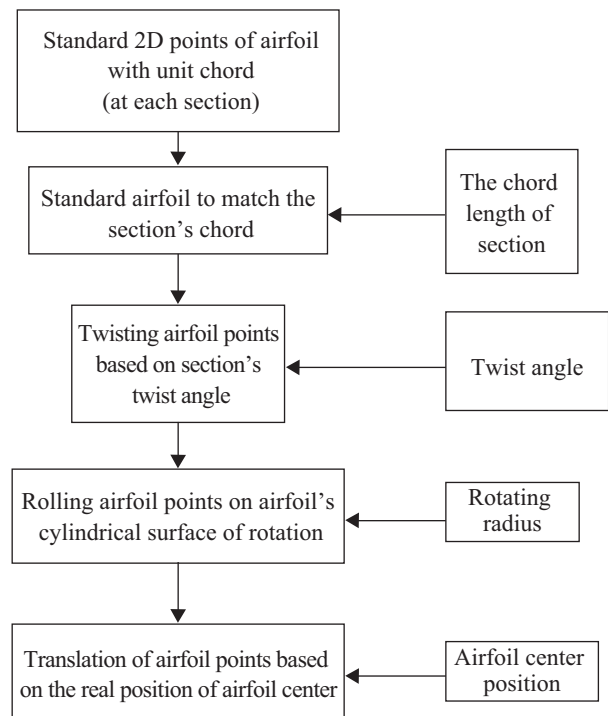 Standard 2D points of airfoil
with unit chord
(at each section)
Standard airfoil to match the
section's chord
The chord
length of
section
Twisting airfoil points
based on section's
twist angle
Twist angle
Rolling airfoil points on airfoil's
cylindrical surface of rotation
Rotating
radius
Translation of airfoil points based
on the real position of airfoil center
Airfoil center
position